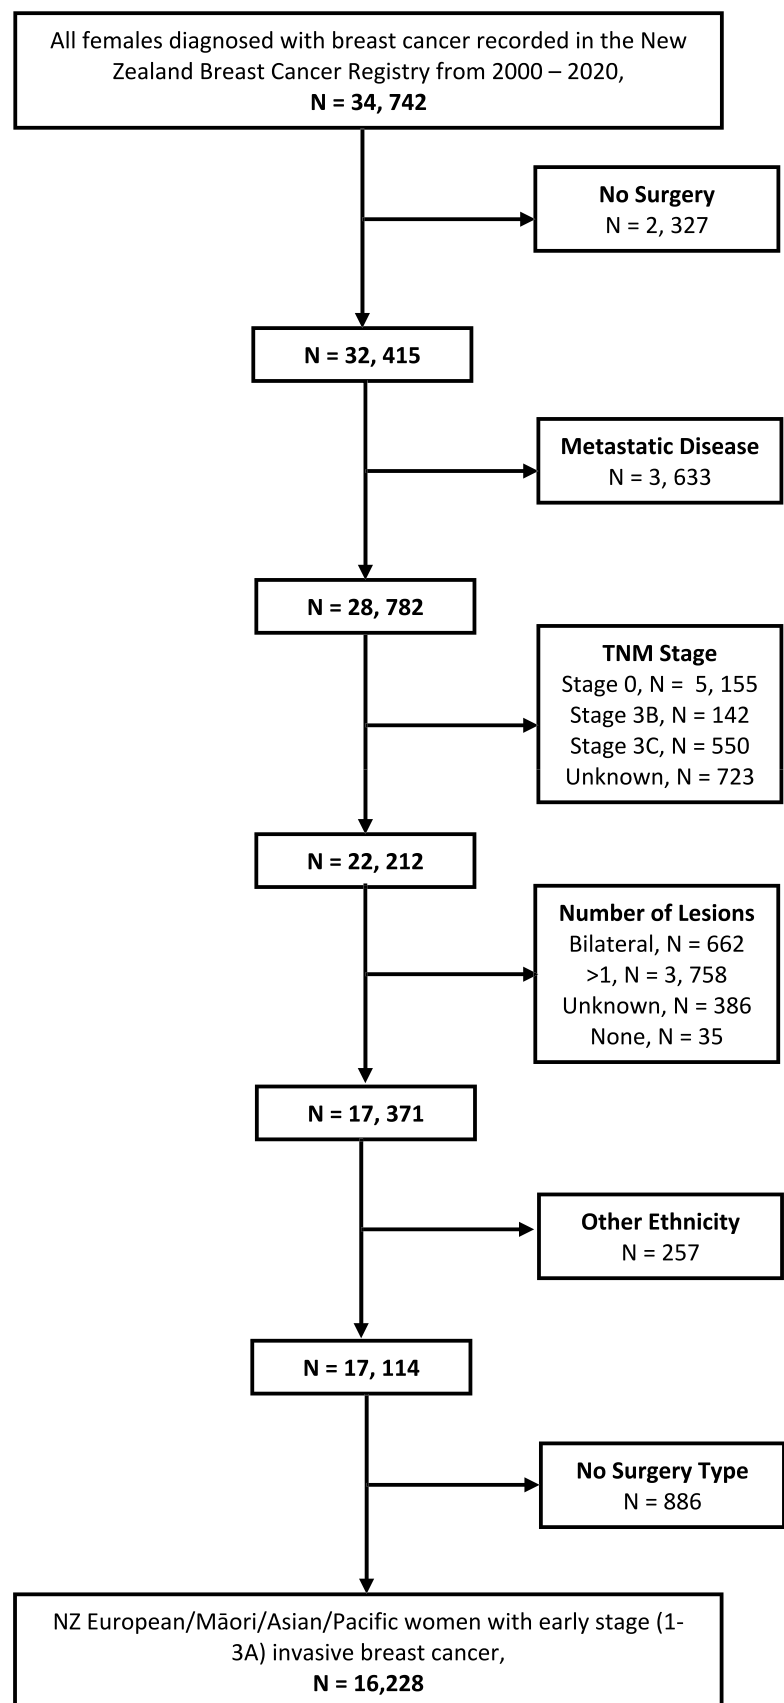 All females diagnosed with breast cancer recorded in the New
Zealand Breast Cancer Registry from 2000 – 2020,
N = 34, 742
No Surgery
N = 2, 327
N = 32, 415
Metastatic Disease
N = 3, 633
N = 28, 782
TNM Stage
Stage 0, N =  5, 155
Stage 3B, N = 142
Stage 3C, N = 550
Unknown, N = 723
N = 22, 212
Number of Lesions
Bilateral, N = 662
>1, N = 3, 758
Unknown, N = 386
None, N = 35
N = 17, 371
Other Ethnicity
N = 257
N = 17, 114
No Surgery Type
N = 886
NZ European/Māori/Asian/Pacific women with early stage (1-
3A) invasive breast cancer,
N = 16,228